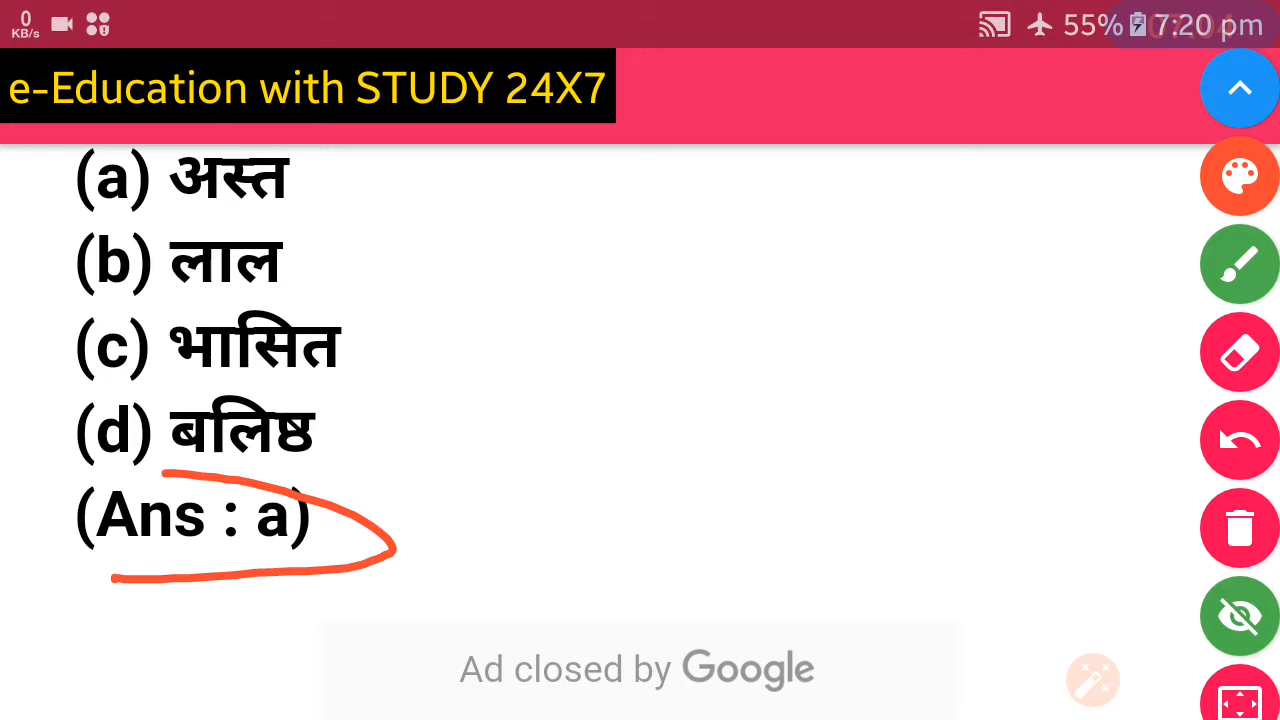 0 KB/s 55% 7:20 pm
e-Education with STUDY 24X7
(a) अस्त
(b) लाल
(c) भासित
(d) बलिष्ठ
(Ans : a)
Ad closed by Google